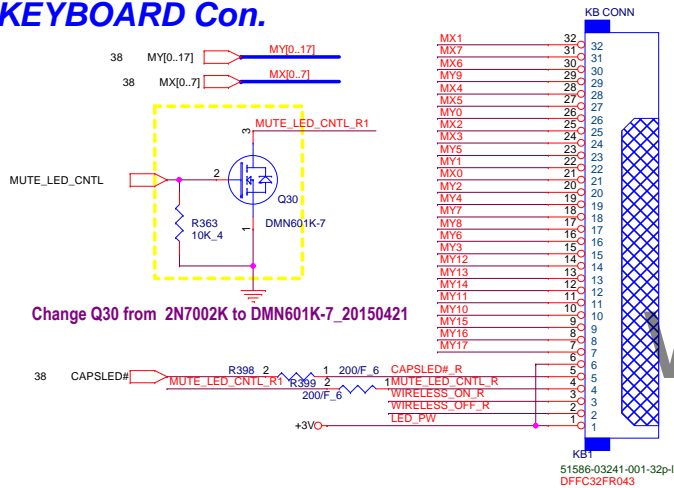 KEYBOARD Con.
38 MY[0..17] MY[0..17]
38 MX[0..7] MX[0..7]
3 MUTE_LED_CNTL_R1
MUTE_LED_CNTL 2
Q30
R363
10K_4
1 DMN601K-7
Change Q30 from 2N7002K to DMN601K-7_20150421
38 CAPSLED# R398 2 1 200/F_6 CAPSLED#_R
MUTE_LED_CNTL_R1 R399 2 1 MUTE_LED_CNTL_R
200/F_6
WIRELESS_ON_R
WIRELESS_OFF_R
+3VO LED_PW
KB CONN
MX1 32 32
MX7 31 31
MX6 30 30
MY9 29 29
MX4 28 28
MX5 27 27
MY0 26 26
MX2 25 25
MX3 24 24
MY5 23 23
MY1 22 22
MX0 21 21
MY2 20 20
MY4 19 19
MY7 18 18
MY8 17 17
MY6 16 16
MY3 15 15
MY12 14 14
MY13 13 13
MY14 12 12
MY11 11 11
MY10 10 10
MY15 9 9
MY16 8 8
MY17 7 7
6 6
5 5
4 4
3 3
2 2
1 1
KB1
51586-03241-001-32p-l
DFFC32FR043